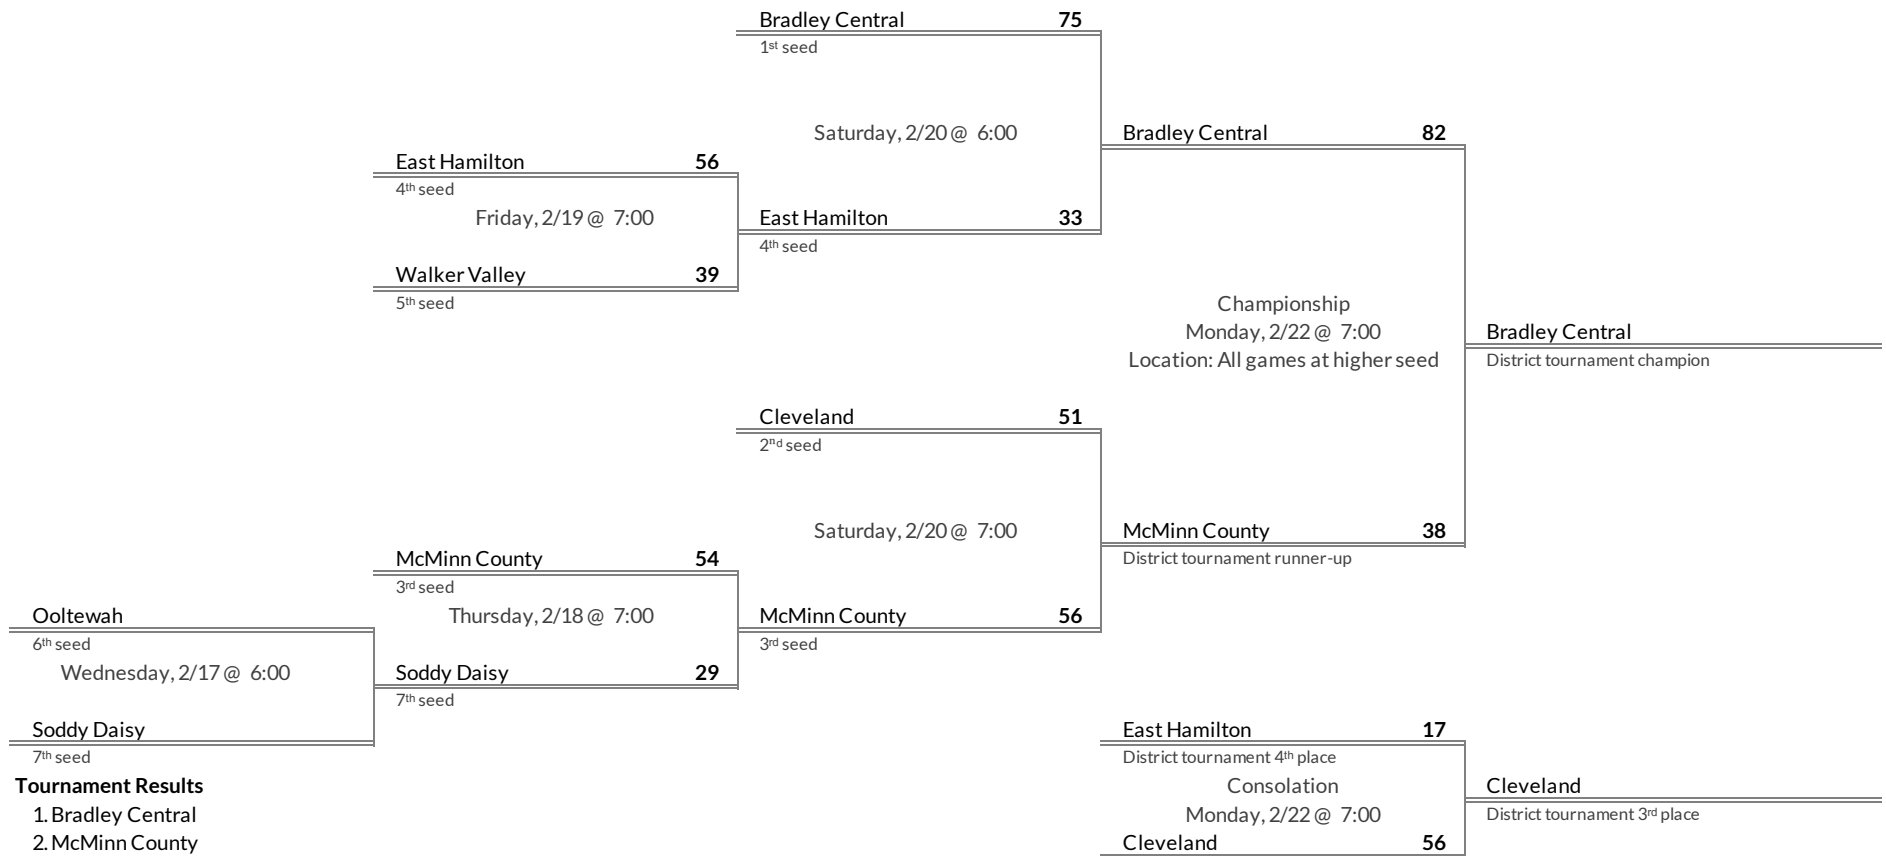 Bradley Central 75
1st seed
Saturday, 2/20 @ 6:00
Bradley Central 82
East Hamilton 56
4th seed
Friday, 2/19 @ 7:00
East Hamilton 33
4th seed
Walker Valley 39
5th seed
Championship
Monday, 2/22 @ 7:00
Location: All games at higher seed
Bradley Central
District tournament champion
Cleveland 51
2nd seed
Saturday, 2/20 @ 7:00
McMinn County 38
District tournament runner-up
McMinn County 54
3rd seed
Thursday, 2/18 @ 7:00
McMinn County 56
3rd seed
Ooltewah
6th seed
Wednesday, 2/17 @ 6:00
Soddy Daisy 29
7th seed
Soddy Daisy
7th seed
East Hamilton 17
District tournament 4th place
Consolation
Monday, 2/22 @ 7:00
Cleveland 56
Cleveland
District tournament 3rd place
Tournament Results
1. Bradley Central
2. McMinn County